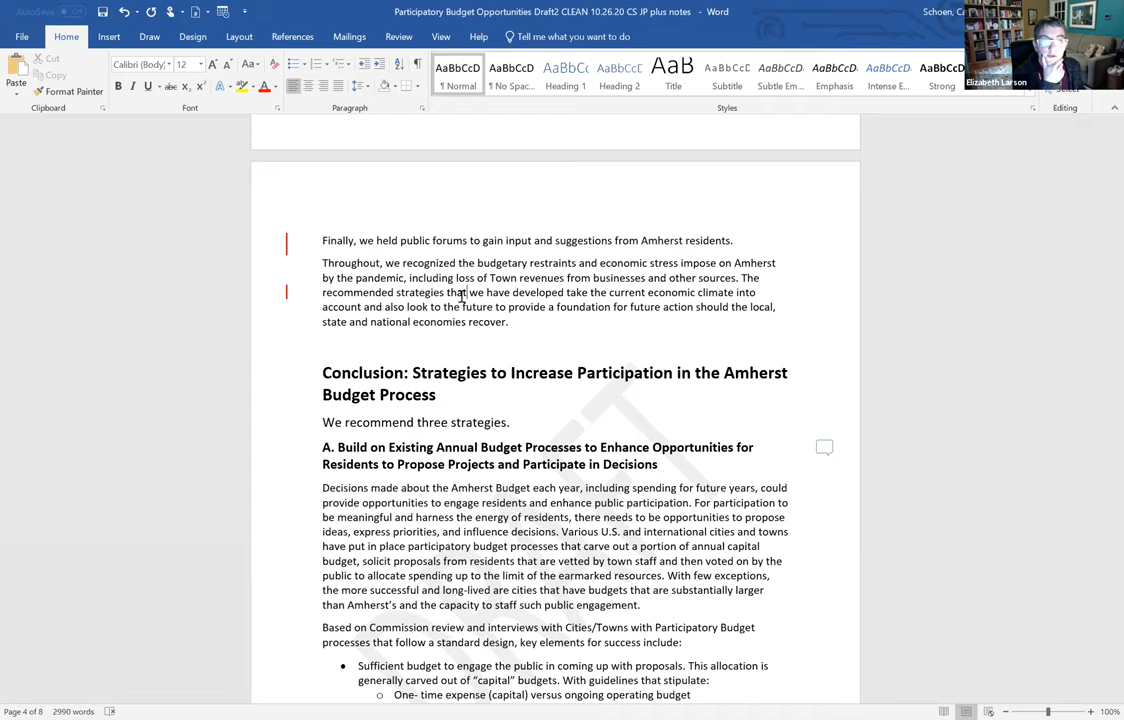 AutoSave Off
Participatory Budget Opportunities Draft2 CLEAN 10.26.20 CS JP plus notes - Word
Schoen, Ca
File Home Insert Draw Design Layout References Mailings Review View Help Tell me what you want to do
Paste
Cut
Copy
Format Painter
Clipboard
Calibri (Body) 12
Font
Paragraph
AaBbCcD AaBbCcD AaBbCc AaBbCcD AaB AaBbCcD AaBbCcD AaBbCcD AaBbCcD AaBbCcD
¶ Normal ¶ No Spac... Heading 1 Heading 2 Title Subtitle Subtle Em... Emphasis Intense E... Strong
Styles
Editing
Elizabeth Larson
Finally, we held public forums to gain input and suggestions from Amherst residents.
Throughout, we recognized the budgetary restraints and economic stress impose on Amherst
by the pandemic, including loss of Town revenues from businesses and other sources. The
recommended strategies that we have developed take the current economic climate into
account and also look to the future to provide a foundation for future action should the local,
state and national economies recover.
Conclusion: Strategies to Increase Participation in the Amherst
Budget Process
We recommend three strategies.
A. Build on Existing Annual Budget Processes to Enhance Opportunities for
Residents to Propose Projects and Participate in Decisions
Decisions made about the Amherst Budget each year, including spending for future years, could
provide opportunities to engage residents and enhance public participation. For participation to
be meaningful and harness the energy of residents, there needs to be opportunities to propose
ideas, express priorities, and influence decisions. Various U.S. and international cities and towns
have put in place participatory budget processes that carve out a portion of annual capital
budget, solicit proposals from residents that are vetted by town staff and then voted on by the
public to allocate spending up to the limit of the earmarked resources. With few exceptions,
the more successful and long-lived are cities that have budgets that are substantially larger
than Amherst's and the capacity to staff such public engagement.
Based on Commission review and interviews with Cities/Towns with Participatory Budget
processes that follow a standard design, key elements for success include:
• Sufficient budget to engage the public in coming up with proposals. This allocation is
generally carved out of “capital” budgets. With guidelines that stipulate:
o One- time expense (capital) versus ongoing operating budget
DRAFT
Page 4 of 8 2990 words
100%